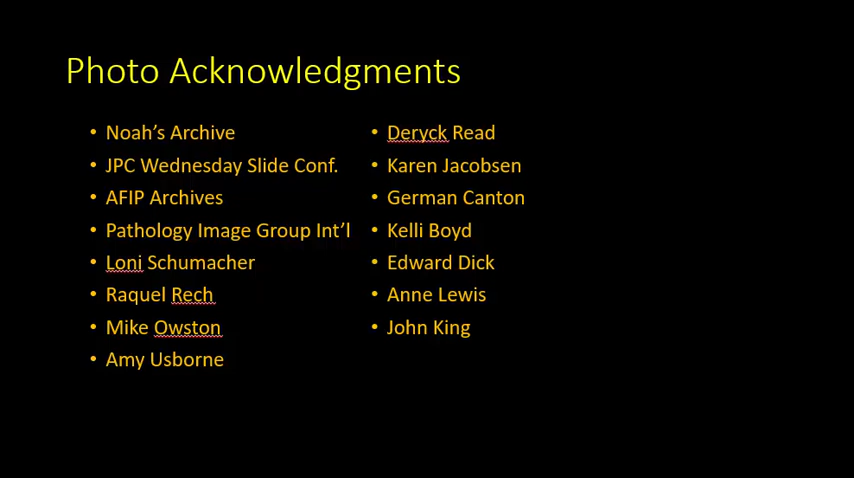 Photo Acknowledgments
• Noah's Archive
• JPC Wednesday Slide Conf.
• AFIP Archives
• Pathology Image Group Int'l
• Loni Schumacher
• Raquel Rech
• Mike Owston
• Amy Usborne
• Deryck Read
• Karen Jacobsen
• German Canton
• Kelli Boyd
• Edward Dick
• Anne Lewis
• John King